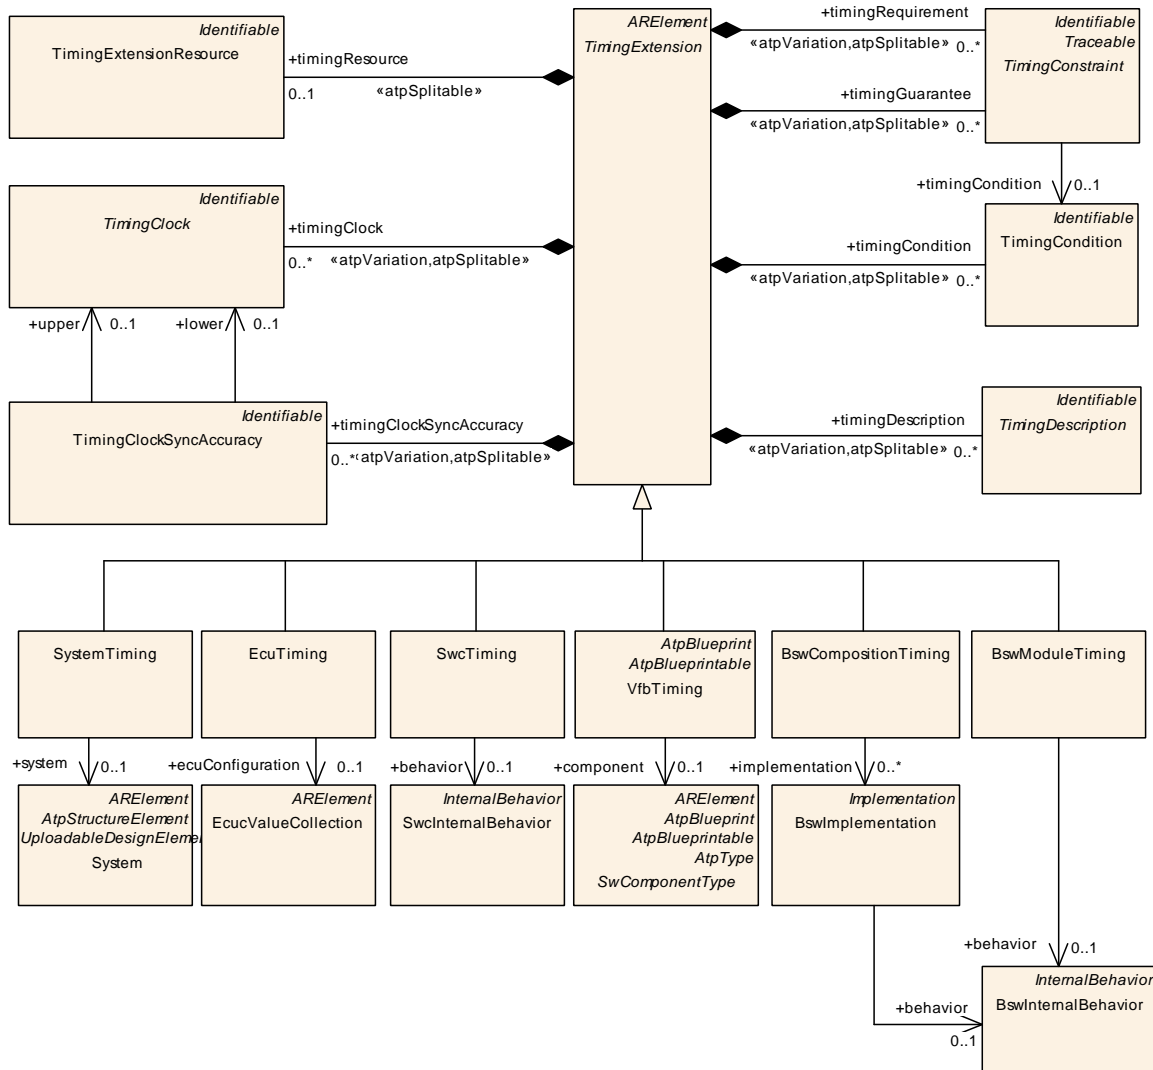 Identifiable
TimingExtensionResource
+timingResource
0..1
«atpSplitable»
ARElement
TimingExtension
+timingRequirement
«atpVariation,atpSplitable»
0..*
Identifiable
Traceable
TimingConstraint
+timingGuarantee
«atpVariation,atpSplitable»
0..*
+timingCondition
0..1
Identifiable
TimingClock
+timingClock
0..*
«atpVariation,atpSplitable»
+timingCondition
«atpVariation,atpSplitable»
0..*
Identifiable
TimingCondition
+upper
0..1
+lower
0..1
Identifiable
TimingClockSyncAccuracy
+timingClockSyncAccuracy
0..*
«atpVariation,atpSplitable»
+timingDescription
«atpVariation,atpSplitable»
0..*
Identifiable
TimingDescription
SystemTiming
EcuTiming
SwcTiming
AtpBlueprint
AtpBlueprintable
VfbTiming
BswCompositionTiming
BswModuleTiming
+system
0..1
+ecuConfiguration
0..1
+behavior
0..1
+component
0..1
+implementation
0..*
ARElement
AtpStructureElement
UploadableDesignElemen
System
ARElement
EcucValueCollection
InternalBehavior
SwcInternalBehavior
ARElement
AtpBlueprint
AtpBlueprintable
AtpType
SwComponentType
Implementation
BswImplementation
+behavior
0..1
InternalBehavior
BswInternalBehavior
+behavior
0..1